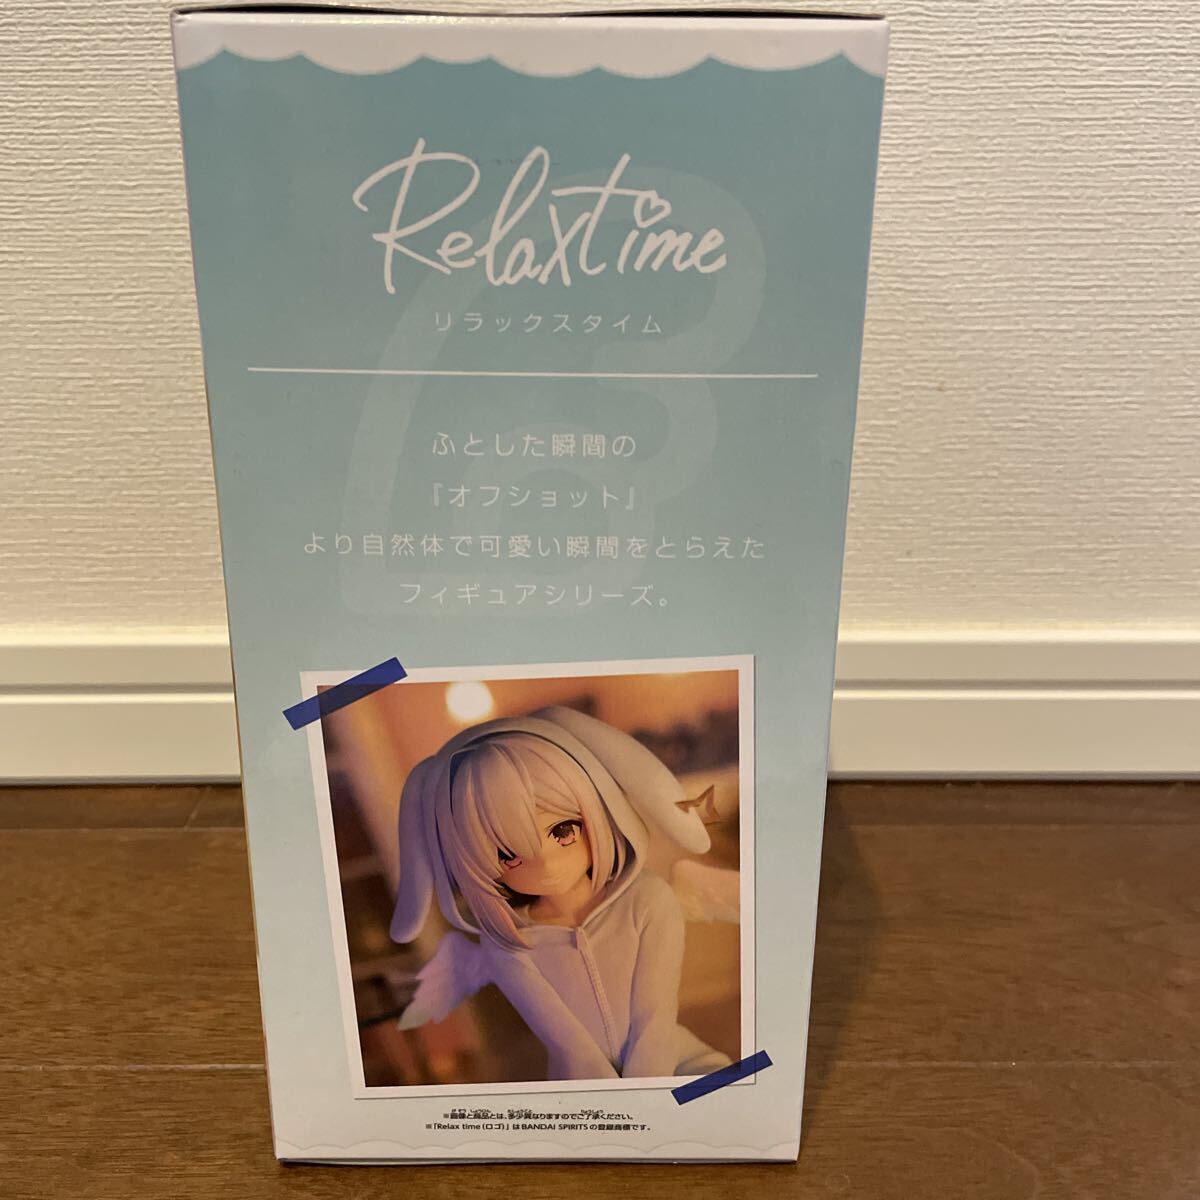 Relax time
リラックスタイム
ふとした瞬間の
『オフショット』
より自然体で可愛い瞬間をとらえた
フィギュアシリーズ。
※画像と商品とは、多少異なりますのでご了承ください。
※「Relax time(ロゴ)」はBANDAI SPIRITSの登録商標です。